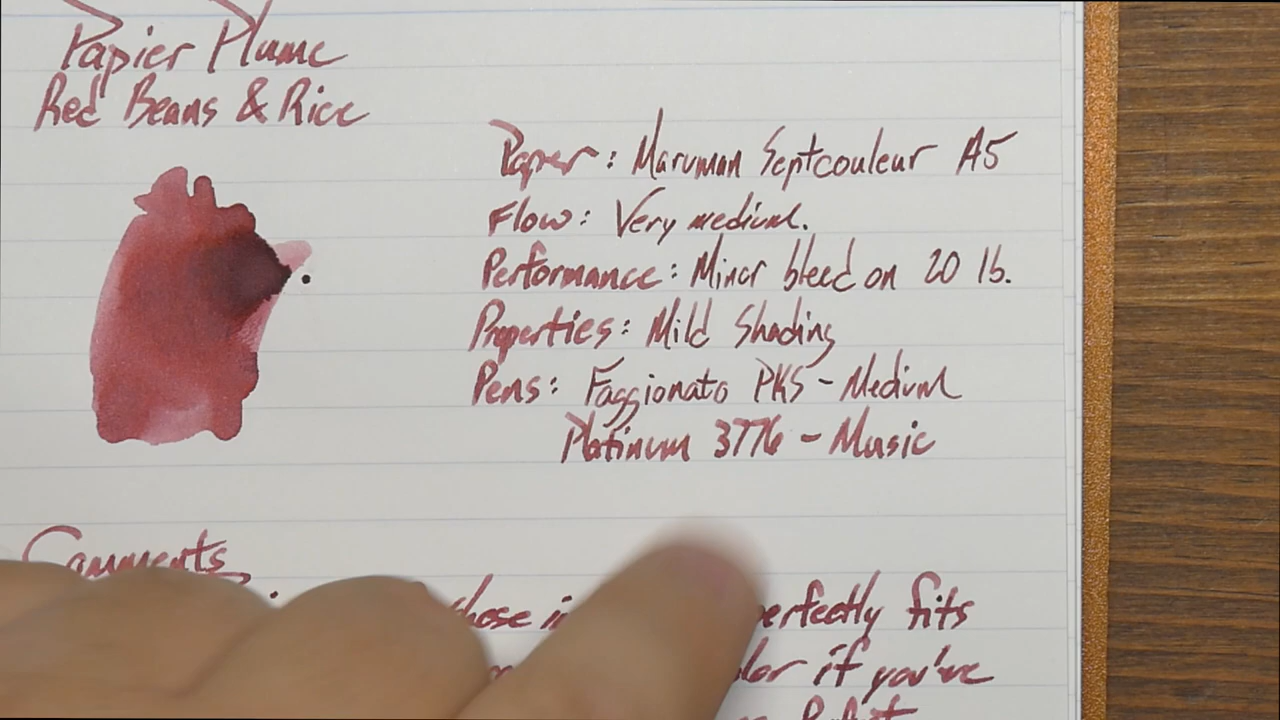 Papier Plume
Red Beans & Rice
Paper: Maruman Septcouleur A5
Flow: Very medium.
Performance: Minor bleed on 20 lb.
Properties: Mild Shading
Pens: Faggionato PKS - Medium
Platinum 3776 - Music
Comments
fits
if you've